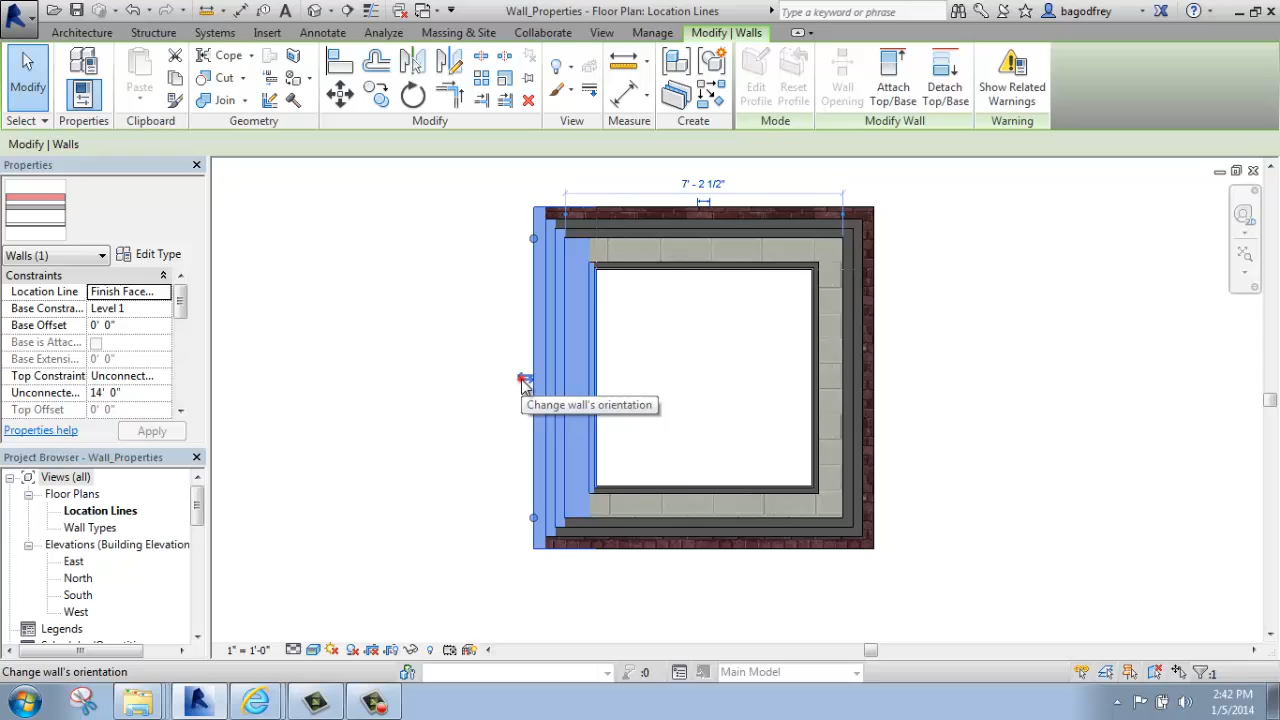 Wall_Properties - Floor Plan: Location Lines
Type a keyword or phrase
bagodfrey
Architecture Structure Systems Insert Annotate Analyze Massing & Site Collaborate View Manage Modify | Walls
Modify
Paste
Cope
Cut
Join
Edit Profile
Reset Profile
Wall Opening
Attach Top/Base
Detach Top/Base
Show Related Warnings
Select Properties Clipboard Geometry Modify View Measure Create Mode Modify Wall Warning
Modify | Walls
Properties
Walls (1)
Edit Type
Constraints
Location Line Finish Face...
Base Constra... Level 1
Base Offset 0' 0"
Base is Attac...
Base Extensi... 0' 0"
Top Constraint Unconnect...
Unconnecte... 14' 0"
Top Offset 0' 0"
Properties help
Apply
Project Browser - Wall_Properties
Views (all)
Floor Plans
Location Lines
Wall Types
Elevations (Building Elevation
East
North
South
West
Legends
7' - 2 1/2"
Change wall's orientation
1" = 1'-0"
Change wall's orientation
:0
Main Model
:1
2:42 PM
1/5/2014